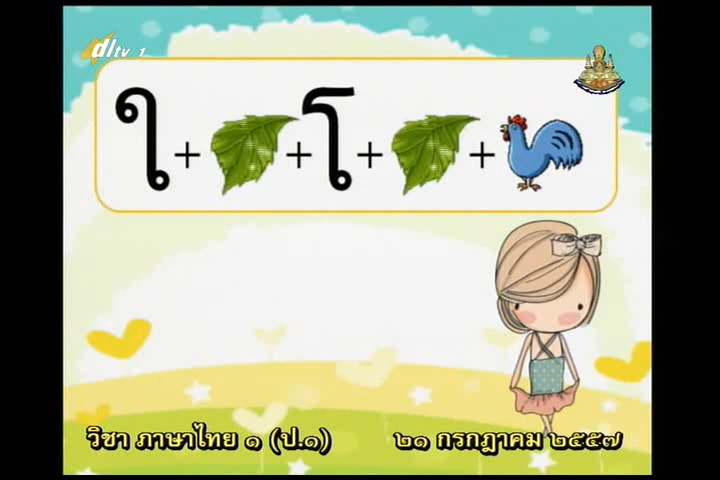 dltv 1
ใ + + โ + +
วิชา ภาษาไทย ๑ (ป.๑) ๒๑ กรกฎาคม ๒๕๕๗